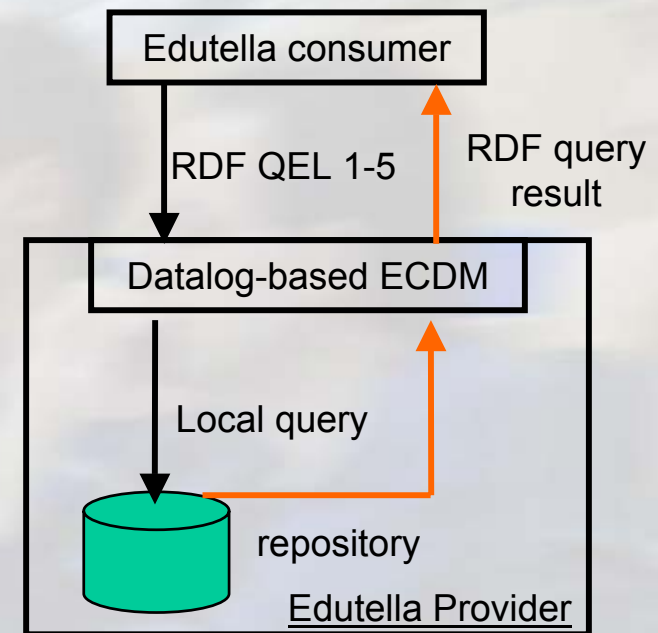 Edutella consumer
RDF QEL 1-5
RDF query
result
Datalog-based ECDM
Local query
repository
Edutella Provider